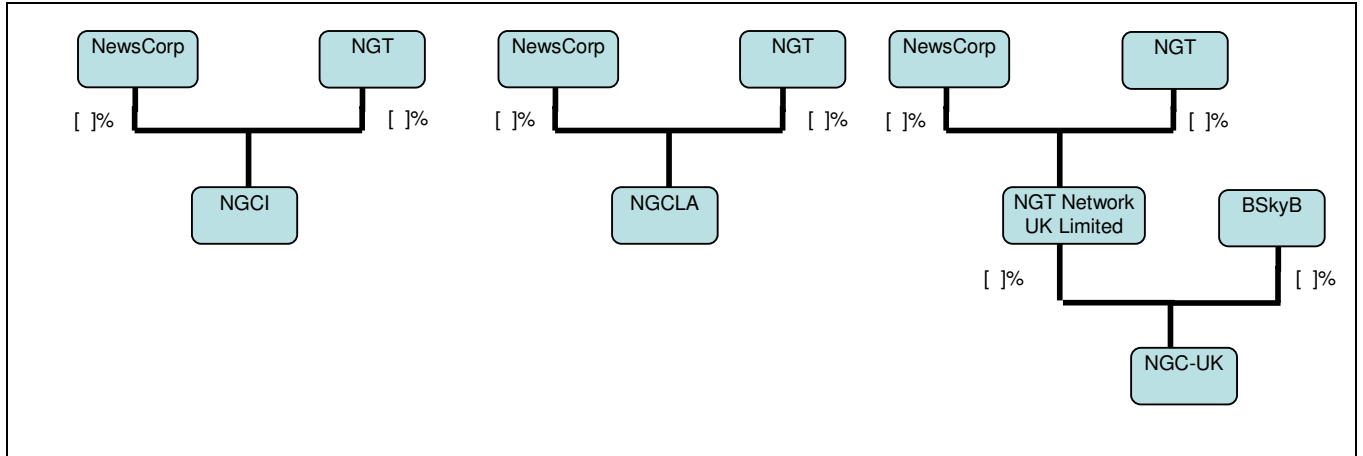 NewsCorp
NGT
[ ]%
[ ]%
NGCI
NewsCorp
NGT
[ ]%
[ ]%
NGCLA
NewsCorp
NGT
[ ]%
[ ]%
NGT Network
UK Limited
BSkyB
[ ]%
[ ]%
NGC-UK